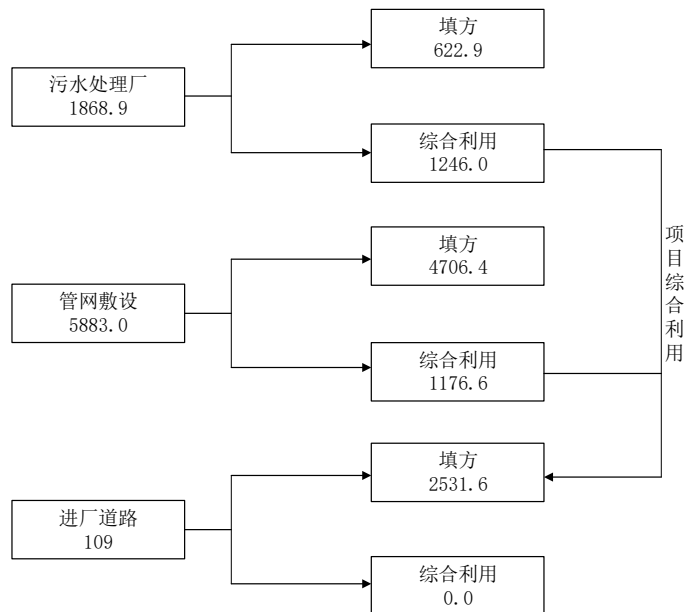 填方
622.9
污水处理厂
1868.9
综合利用
1246.0
填方
4706.4
管网敷设
5883.0
综合利用
1176.6
项目综合利用
填方
2531.6
进厂道路
109
综合利用
0.0